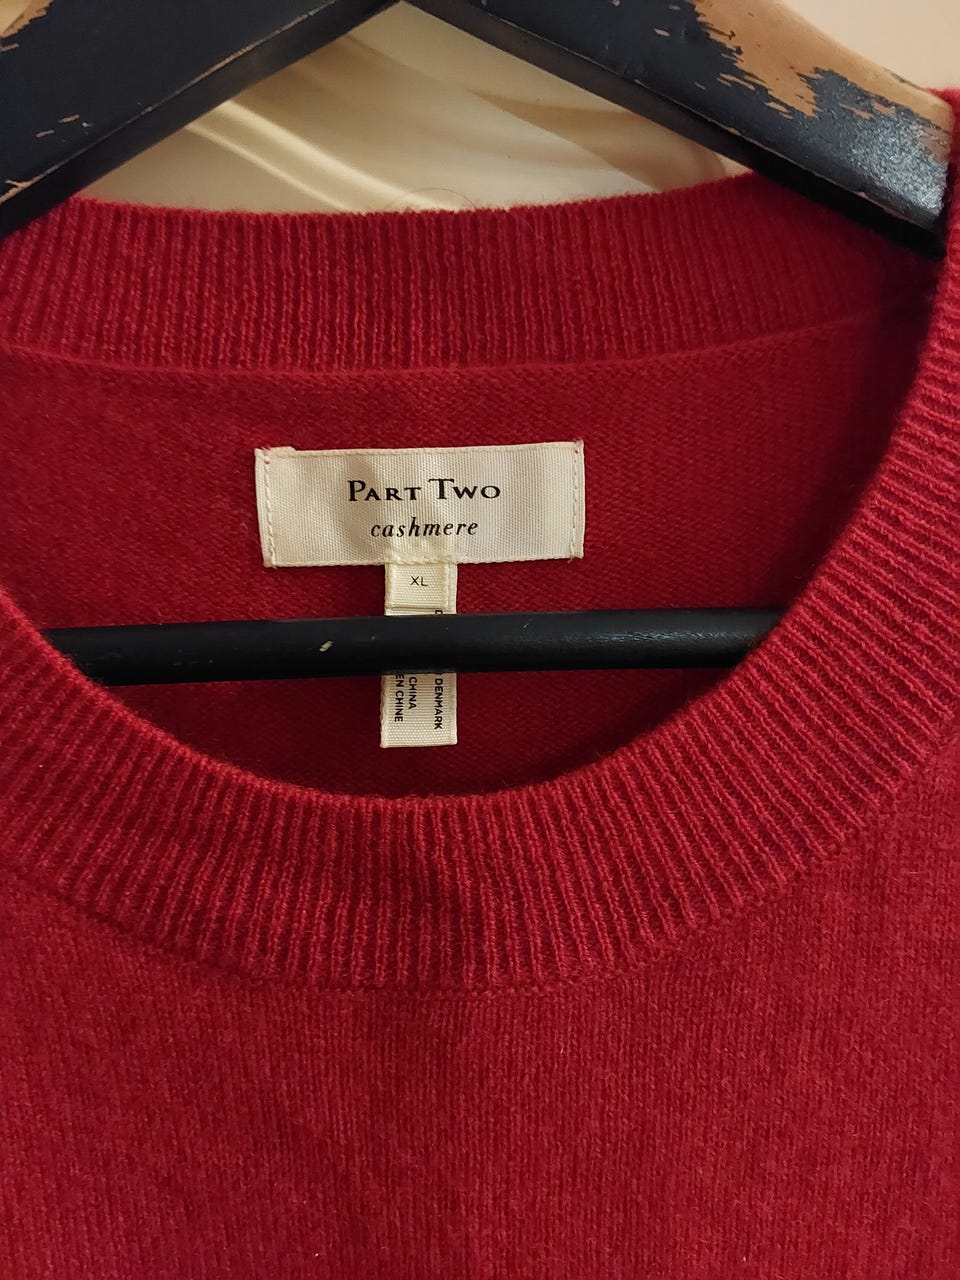 PART TWO
cashmere
XL
DENMARK
CHINA
EN CHINE